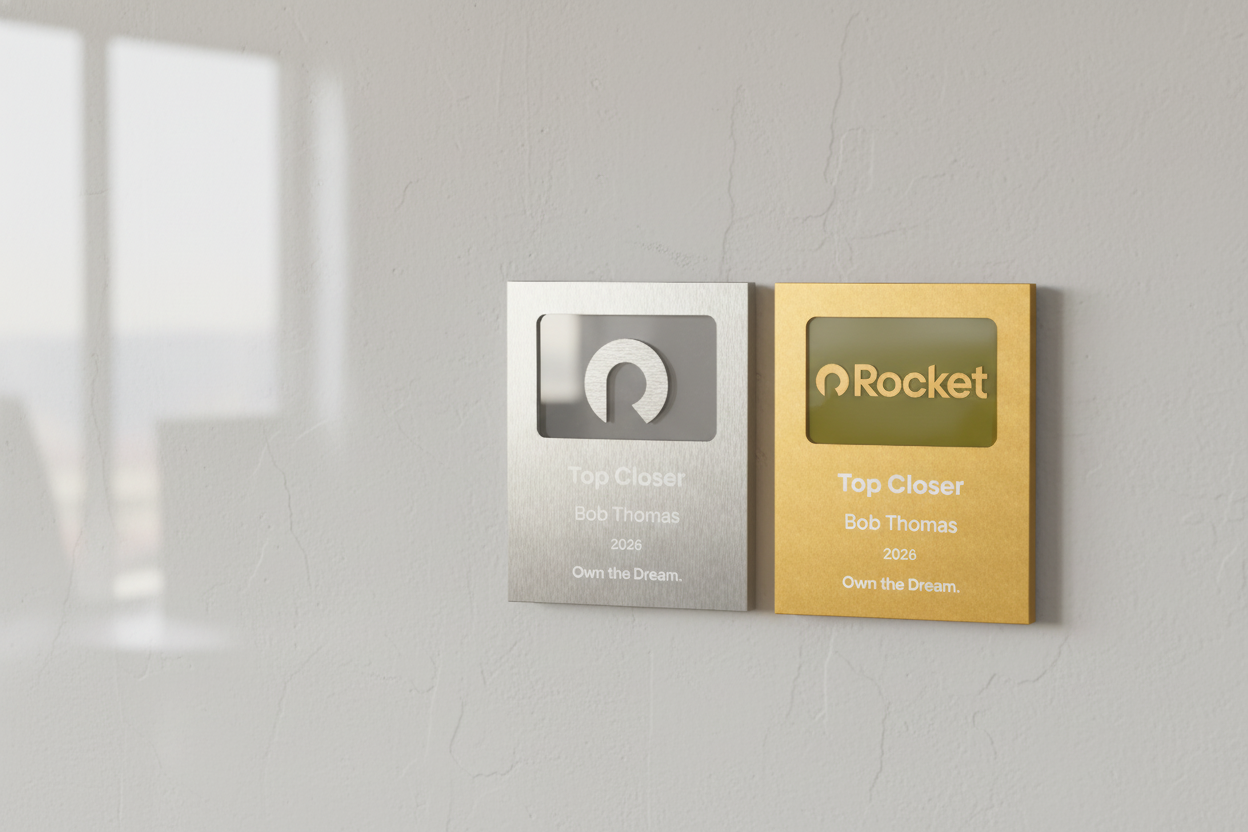 Top Closer
Bob Thomas
2026
Own the Dream.
Rocket
Top Closer
Bob Thomas
2026
Own the Dream.